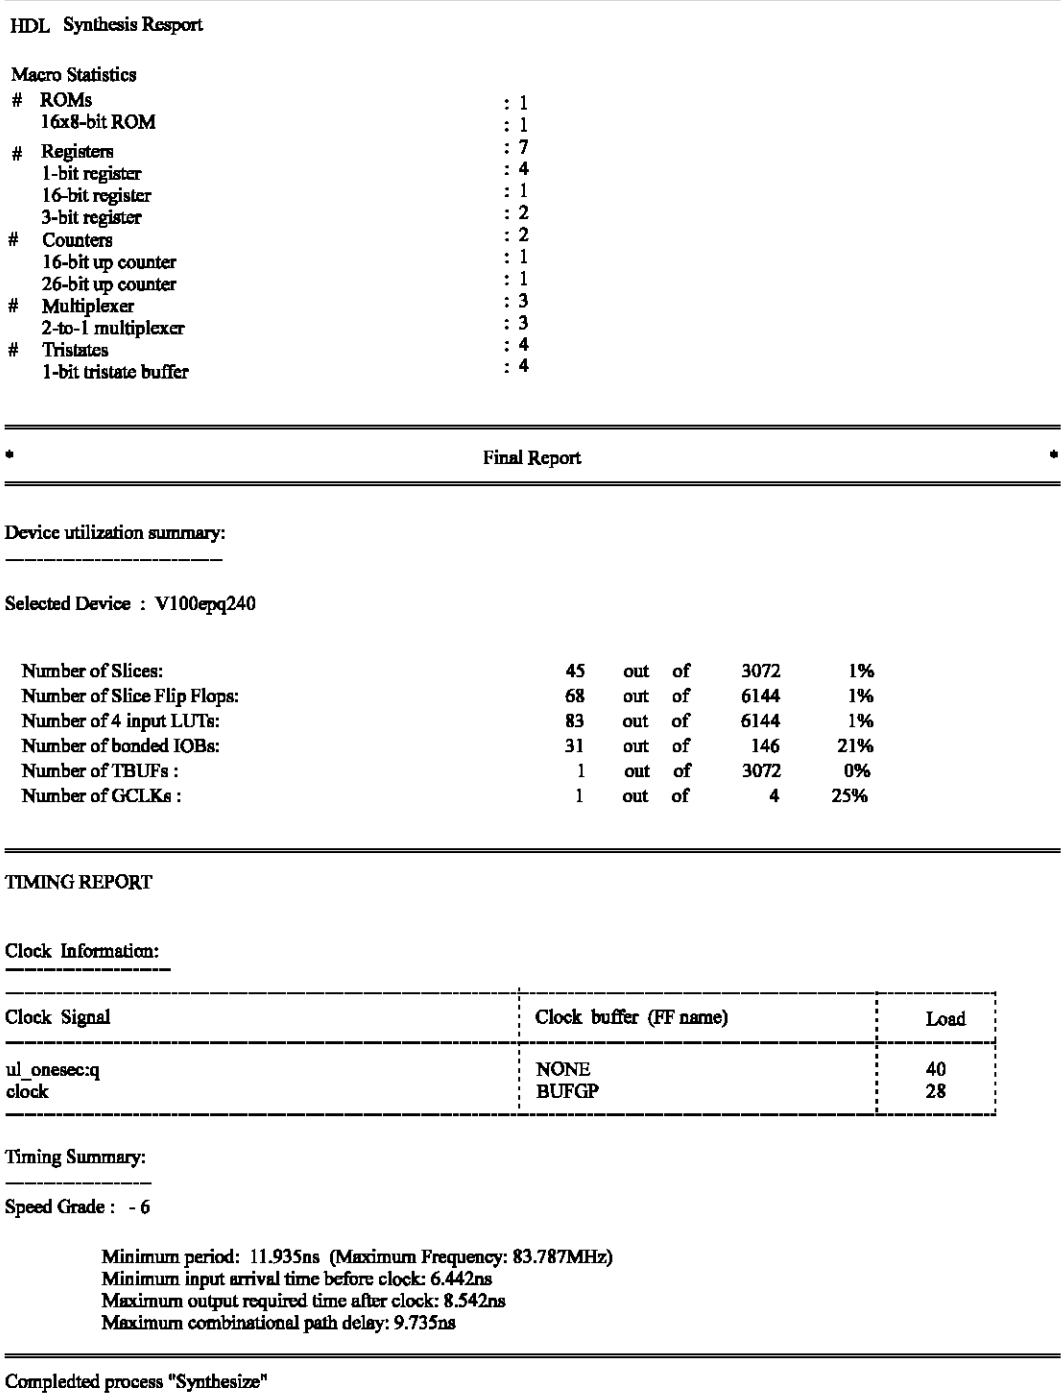 HDL Synthesis Resport
Macro Statistics
# ROMs : 1
16x8-bit ROM : 1
# Registers : 7
1-bit register : 4
16-bit register : 1
3-bit register : 2
# Counters : 2
16-bit up counter : 1
26-bit up counter : 1
# Multiplexer : 3
2-to-1 multiplexer : 3
# Tristates : 4
1-bit tristate buffer : 4
* Final Report *
Device utilization summary:
Selected Device : V100epq240
Number of Slices: 45 out of 3072 1%
Number of Slice Flip Flops: 68 out of 6144 1%
Number of 4 input LUTs: 83 out of 6144 1%
Number of bonded IOBs: 31 out of 146 21%
Number of TBUFs : 1 out of 3072 0%
Number of GCLKs : 1 out of 4 25%
TIMING REPORT
Clock Information:
Clock Signal Clock buffer (FF name) Load
ul_onesec:q NONE 40
clock BUFGP 28
Timing Summary:
Speed Grade : - 6
Minimum period: 11.935ns (Maximum Frequency: 83.787MHz)
Minimum input arrival time before clock: 6.442ns
Maximum output required time after clock: 8.542ns
Maximum combinational path delay: 9.735ns
Compledted process "Synthesize"